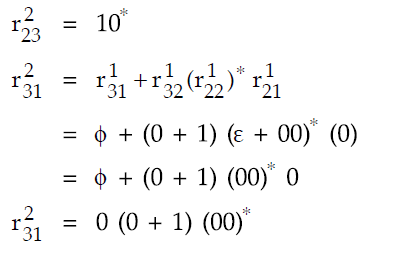 r²₂₃ = 10*
r²₃₁ = r¹₃₁ + r¹₃₂ (r¹₂₂)* r¹₂₁
= ϕ + (0 + 1) (ε + 00)* (0)
= ϕ + (0 + 1) (00)* 0
r²₃₁ = 0 (0 + 1) (00)*